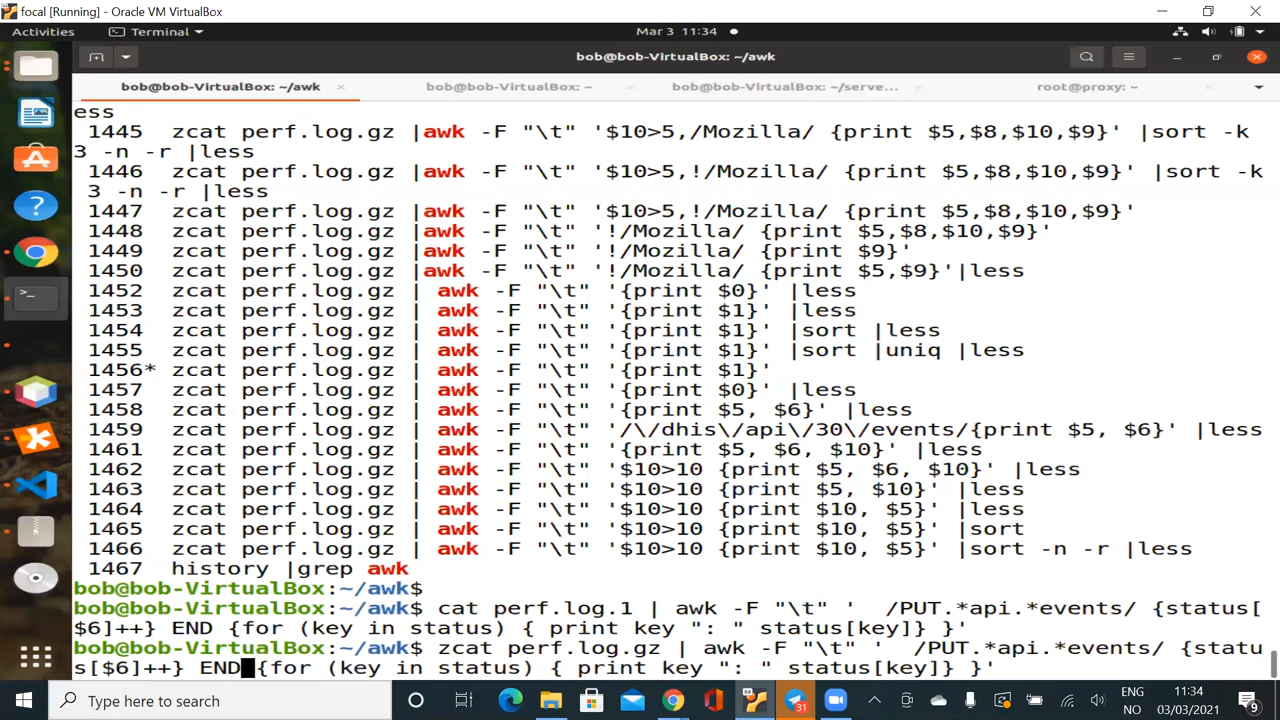 focal [Running] - Oracle VM VirtualBox
Activities Terminal Mar 3 11:34
bob@bob-VirtualBox: ~/awk
bob@bob-VirtualBox: ~/awk bob@bob-VirtualBox: ~ bob@bob-VirtualBox: ~/serve... root@proxy: ~
ess
1445 zcat perf.log.gz |awk -F "\t" '$10>5,/Mozilla/ {print $5,$8,$10,$9}' |sort -k
3 -n -r |less
1446 zcat perf.log.gz |awk -F "\t" '$10>5,!/Mozilla/ {print $5,$8,$10,$9}' |sort -k
3 -n -r |less
1447 zcat perf.log.gz |awk -F "\t" '$10>5,!/Mozilla/ {print $5,$8,$10,$9}'
1448 zcat perf.log.gz |awk -F "\t" '!/Mozilla/ {print $5,$8,$10,$9}'
1449 zcat perf.log.gz |awk -F "\t" '!/Mozilla/ {print $9}'
1450 zcat perf.log.gz |awk -F "\t" '!/Mozilla/ {print $5,$9}'|less
1452 zcat perf.log.gz | awk -F "\t" '{print $0}' |less
1453 zcat perf.log.gz | awk -F "\t" '{print $1}' |less
1454 zcat perf.log.gz | awk -F "\t" '{print $1}' |sort |less
1455 zcat perf.log.gz | awk -F "\t" '{print $1}' |sort |uniq |less
1456* zcat perf.log.gz | awk -F "\t" '{print $1}'
1457 zcat perf.log.gz | awk -F "\t" '{print $0}' |less
1458 zcat perf.log.gz | awk -F "\t" '{print $5, $6}' |less
1459 zcat perf.log.gz | awk -F "\t" '/\/dhis\/api\/30\/events/{print $5, $6}' |less
1461 zcat perf.log.gz | awk -F "\t" '{print $5, $6, $10}' |less
1462 zcat perf.log.gz | awk -F "\t" '$10>10 {print $5, $6, $10}' |less
1463 zcat perf.log.gz | awk -F "\t" '$10>10 {print $5, $10}' |less
1464 zcat perf.log.gz | awk -F "\t" '$10>10 {print $10, $5}' |less
1465 zcat perf.log.gz | awk -F "\t" '$10>10 {print $10, $5}' |sort
1466 zcat perf.log.gz | awk -F "\t" '$10>10 {print $10, $5}' |sort -n -r |less
1467 history |grep awk
bob@bob-VirtualBox:~/awk$
bob@bob-VirtualBox:~/awk$ cat perf.log.1 | awk -F "\t" '  /PUT.*api.*events/ {status[
$6]++} END {for (key in status) { print key ": " status[key]} }'
bob@bob-VirtualBox:~/awk$ zcat perf.log.gz | awk -F "\t" '  /PUT.*api.*events/ {statu
s[$6]++} END {for (key in status) { print key ": " status[key]} }'
Type here to search 31 ENG 11:34
NO 03/03/2021 9